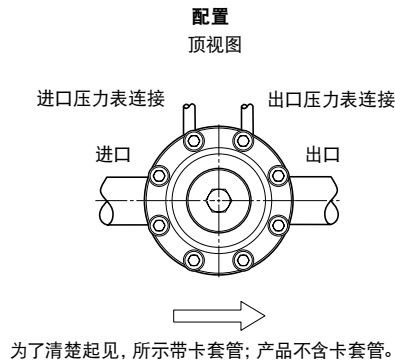 配置
顶视图
进口压力表连接 出口压力表连接
进口 出口
为了清楚起见, 所示带卡套管; 产品不含卡套管。